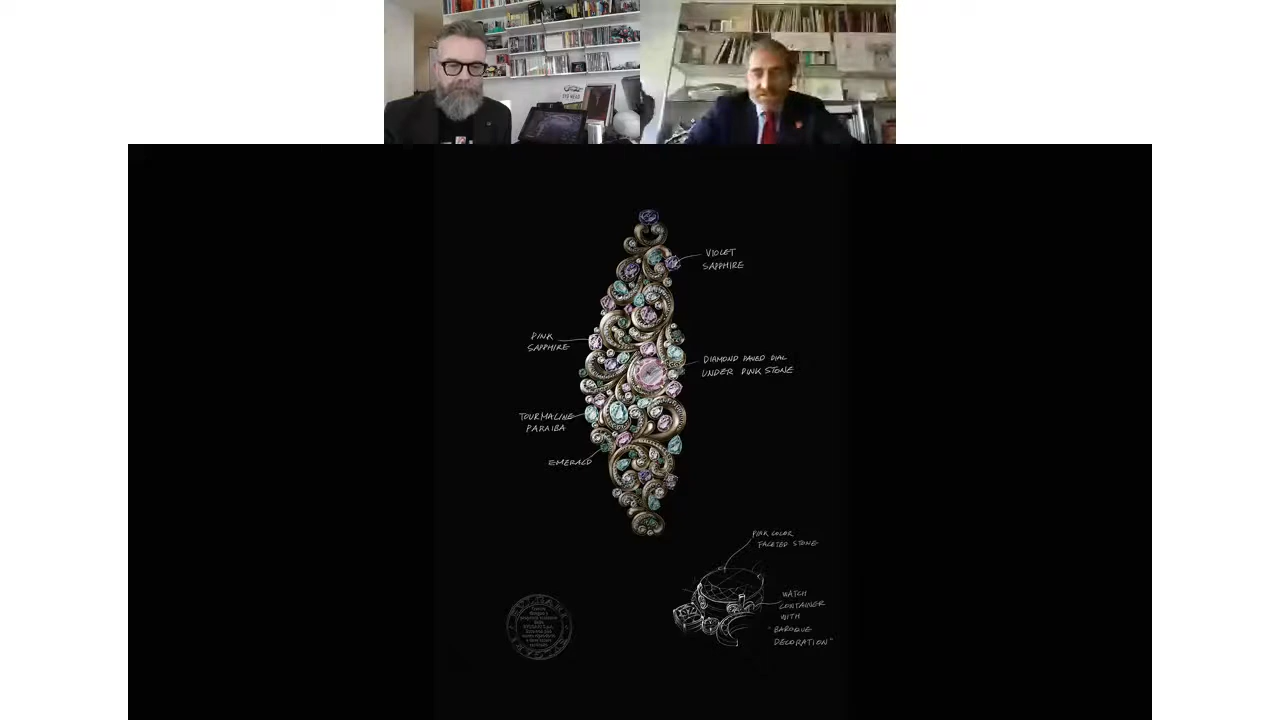 VIOLET
SAPPHIRE
PINK
SAPPHIRE
DIAMOND PAVED DIAL
UNDER PINK STONE
TOURMALINE
PARAIBA
EMERALD
PINK COLOR
FACETED STONE
WATCH
CONTAINER
WITH
"BAROQUE
DECORATION"
BVLGARI